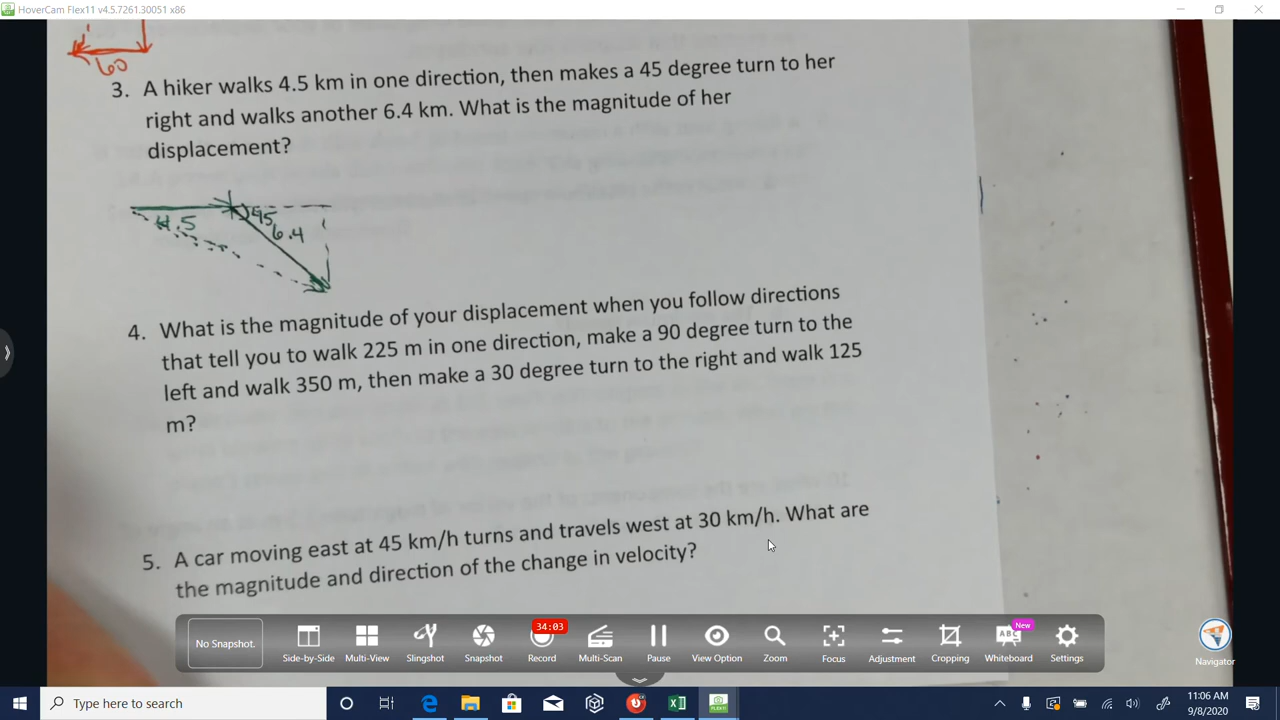 HoverCam Flex11 v4.5.7261.30051 x86
60
3. A hiker walks 4.5 km in one direction, then makes a 45 degree turn to her
right and walks another 6.4 km. What is the magnitude of her
displacement?
4.5
45
6.4
4. What is the magnitude of your displacement when you follow directions
that tell you to walk 225 m in one direction, make a 90 degree turn to the
left and walk 350 m, then make a 30 degree turn to the right and walk 125
m?
5. A car moving east at 45 km/h turns and travels west at 30 km/h. What are
the magnitude and direction of the change in velocity?
No Snapshot.
34:03
New
ABC
Side-by-Side Multi-View Slingshot Snapshot Record Multi-Scan Pause View Option Zoom Focus Adjustment Cropping Whiteboard Settings
Navigator
Type here to search
FLEX11
11:06 AM
9/8/2020